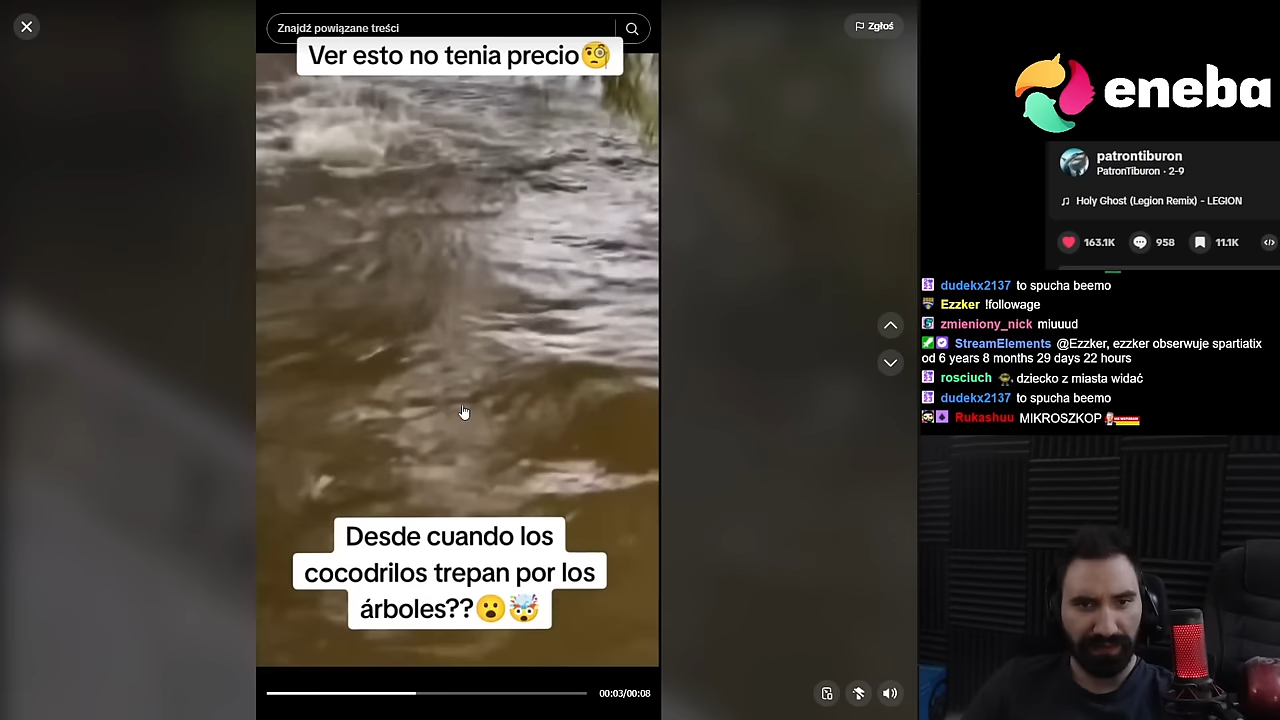 Znajdź powiązane treści
Zgłoś
Ver esto no tenia precio🧐
Desde cuando los
cocodrilos trepan por los
árboles??😮🤯
00:03/00:08
eneba
patrontiburon
PatronTiburon · 2-9
Holy Ghost (Legion Remix) - LEGION
163.1K 958 11.1K
dudekx2137 to spucha beemo
Ezzker !followage
zmieniony_nick mluuud
StreamElements @Ezzker, ezzker obserwuje spartiatix
od 6 years 8 months 29 days 22 hours
rosciuch dziecko z miasta widać
dudekx2137 to spucha beemo
Rukashuu MIKROSZKOP